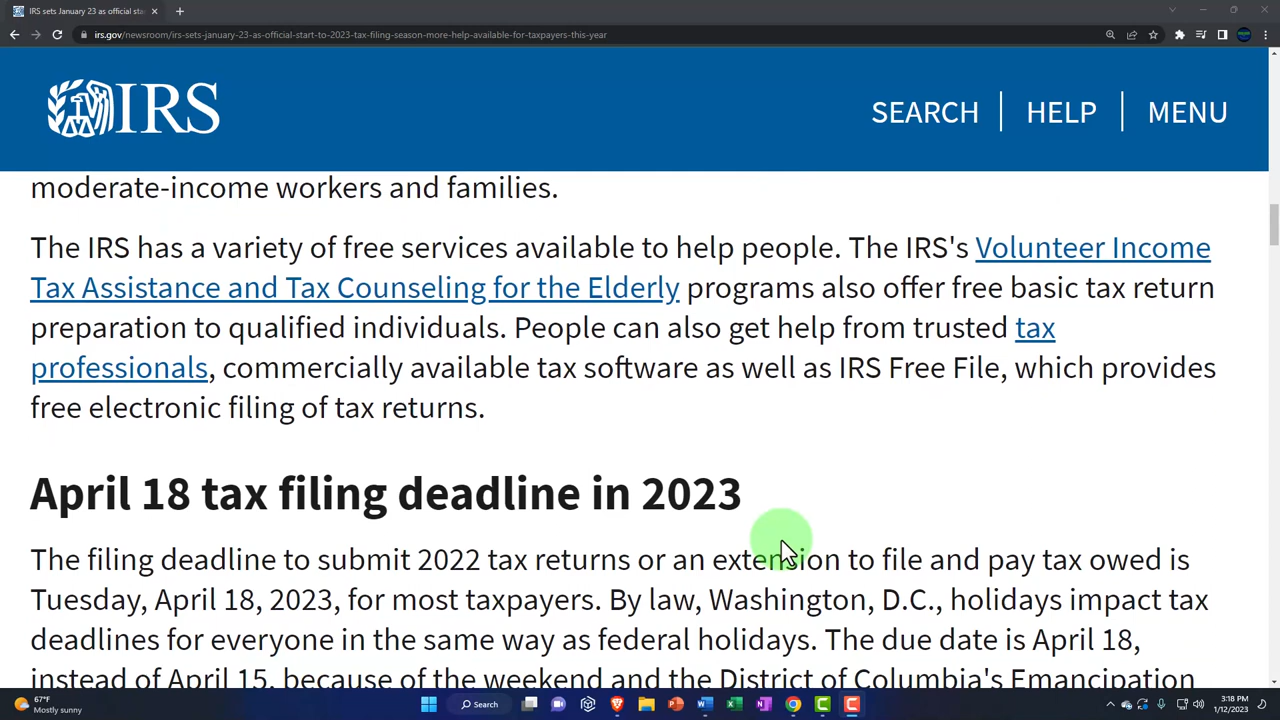 IRS sets January 23 as official sta
irs.gov/newsroom/irs-sets-january-23-as-official-start-to-2023-tax-filing-season-more-help-available-for-taxpayers-this-year
IRS
SEARCH
HELP
MENU
moderate-income workers and families.
The IRS has a variety of free services available to help people. The IRS's Volunteer Income
Tax Assistance and Tax Counseling for the Elderly programs also offer free basic tax return
preparation to qualified individuals. People can also get help from trusted tax
professionals, commercially available tax software as well as IRS Free File, which provides
free electronic filing of tax returns.
April 18 tax filing deadline in 2023
The filing deadline to submit 2022 tax returns or an extension to file and pay tax owed is
Tuesday, April 18, 2023, for most taxpayers. By law, Washington, D.C., holidays impact tax
deadlines for everyone in the same way as federal holidays. The due date is April 18,
instead of April 15, because of the weekend and the District of Columbia's Emancipation
67°F
Mostly sunny
Search
3:18 PM
1/12/2023